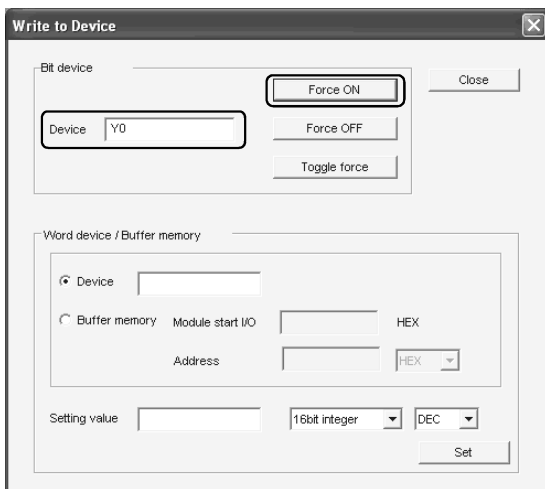 Write to Device
Bit device
Force ON
Close
Device Y0
Force OFF
Toggle force
Word device / Buffer memory
Device
Buffer memory Module start I/O HEX
Address HEX
Setting value 16bit integer DEC
Set